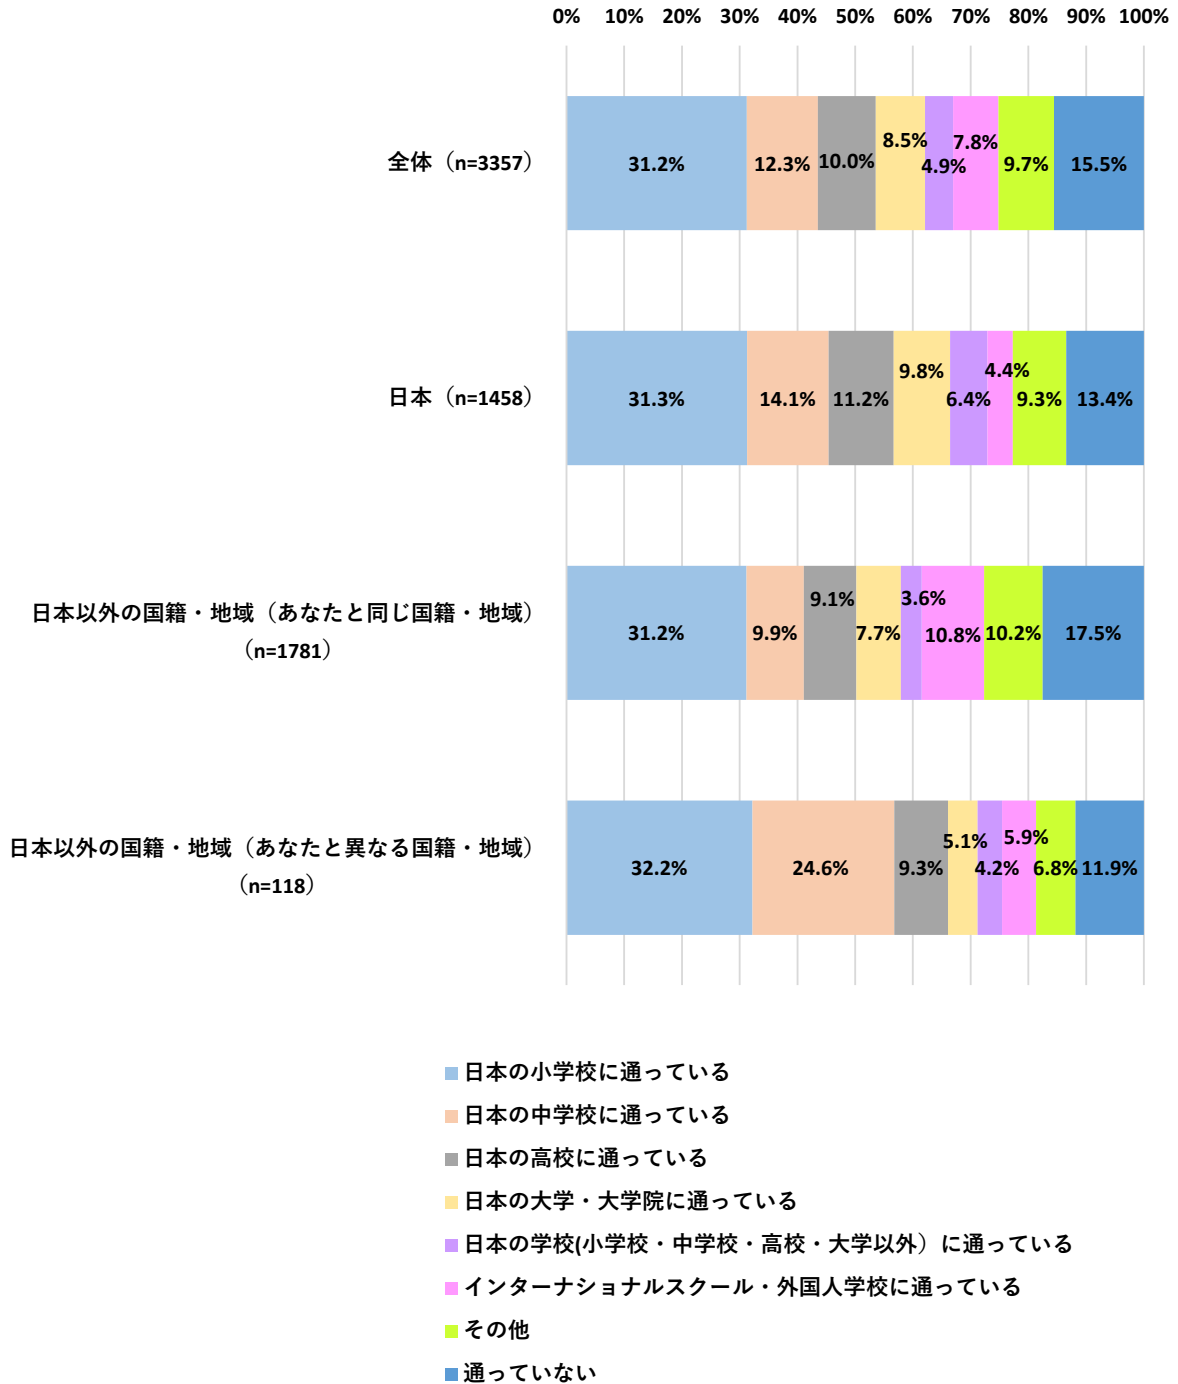 0% 10% 20% 30% 40% 50% 60% 70% 80% 90% 100%
全体（n=3357）
31.2% 12.3% 10.0% 8.5% 4.9% 7.8% 9.7% 15.5%
日本（n=1458）
31.3% 14.1% 11.2% 9.8% 6.4% 4.4% 9.3% 13.4%
日本以外の国籍・地域（あなたと同じ国籍・地域）
（n=1781）
31.2% 9.9% 9.1% 7.7% 3.6% 10.8% 10.2% 17.5%
日本以外の国籍・地域（あなたと異なる国籍・地域）
（n=118）
32.2% 24.6% 9.3% 5.1% 4.2% 5.9% 6.8% 11.9%
日本の小学校に通っている
日本の中学校に通っている
日本の高校に通っている
日本の大学・大学院に通っている
日本の学校(小学校・中学校・高校・大学以外）に通っている
インターナショナルスクール・外国人学校に通っている
その他
通っていない